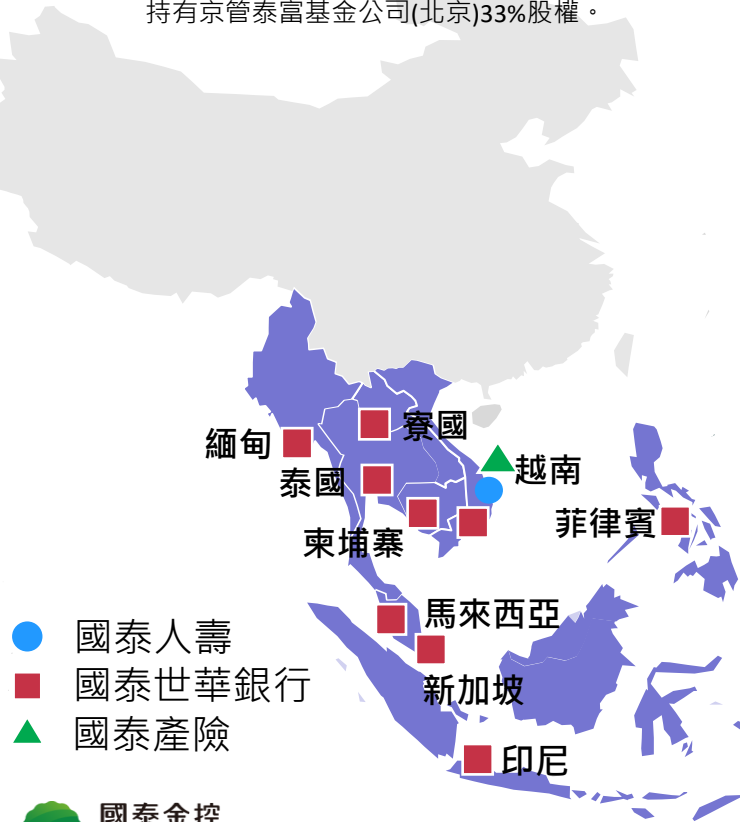 持有京管泰富基金公司(北京)33%股權。
寮國
緬甸
越南
泰國
菲律賓
柬埔寨
馬來西亞
國泰人壽
國泰世華銀行
新加坡
國泰產險
印尼
國泰金控